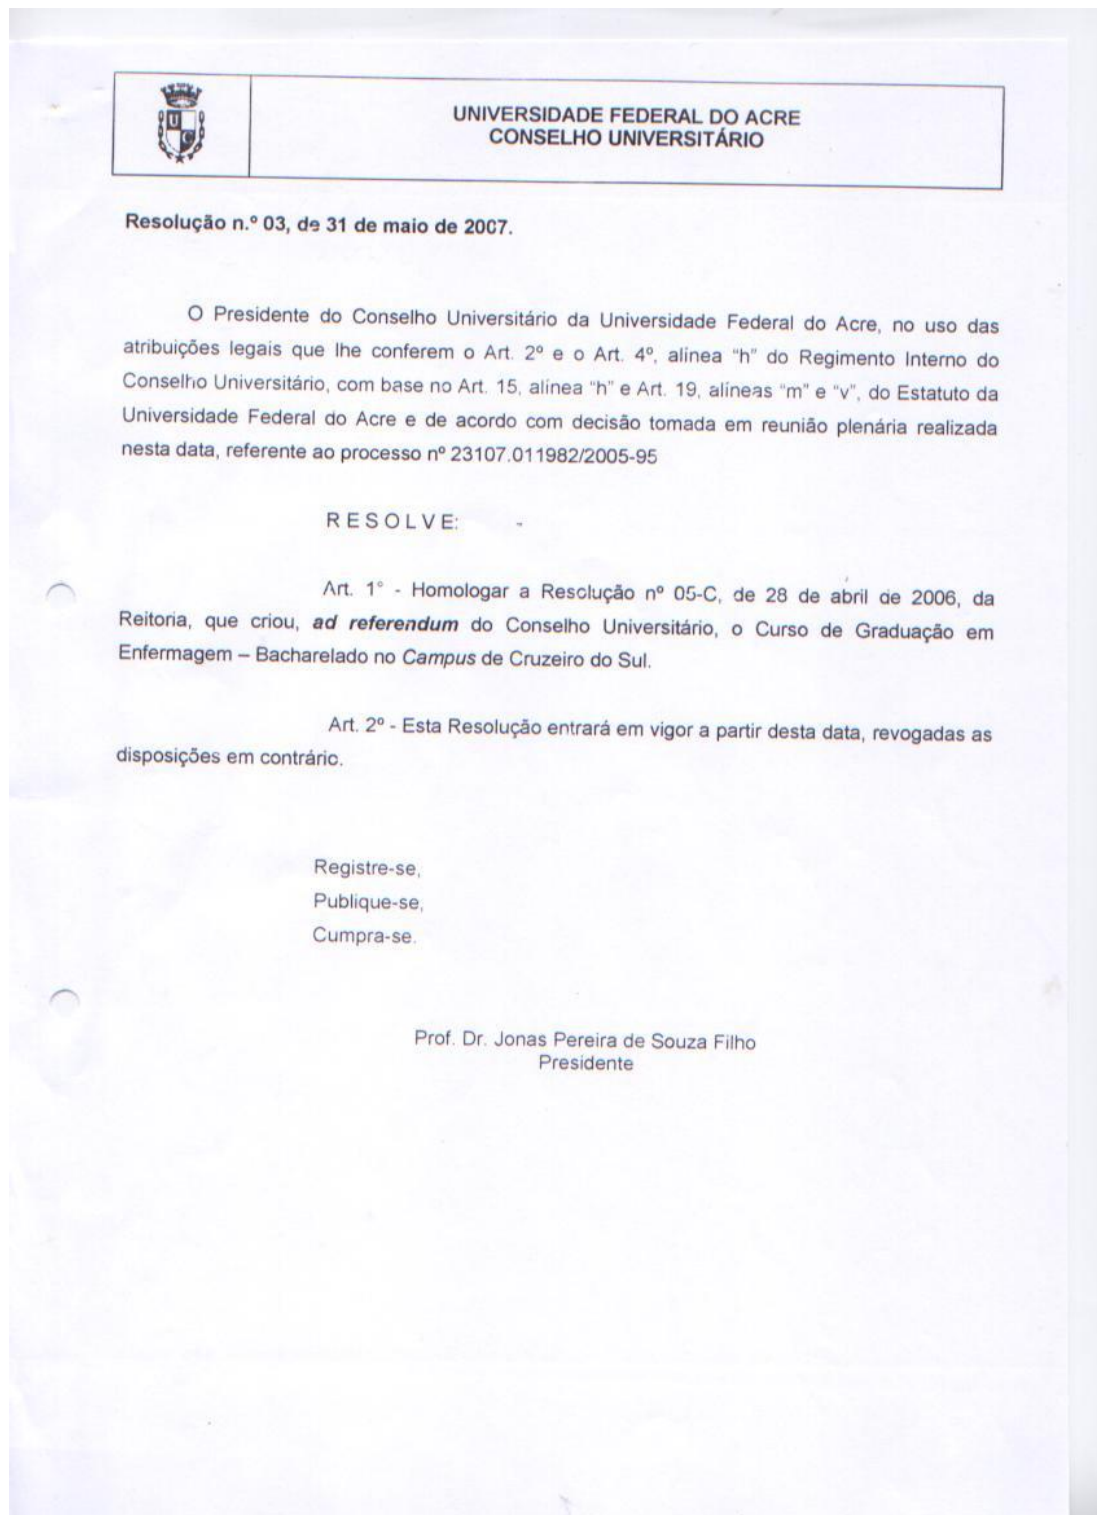 UNIVERSIDADE FEDERAL DO ACRE
CONSELHO UNIVERSITÁRIO
Resolução n.º 03, de 31 de maio de 2007.
O Presidente do Conselho Universitário da Universidade Federal do Acre, no uso das
atribuições legais que lhe conferem o Art. 2º e o Art. 4º, alínea “h” do Regimento Interno do
Conselho Universitário, com base no Art. 15, alínea “h” e Art. 19, alíneas “m” e “v”, do Estatuto da
Universidade Federal do Acre e de acordo com decisão tomada em reunião plenária realizada
nesta data, referente ao processo nº 23107.011982/2005-95
R E S O L V E:
Art. 1° - Homologar a Resolução nº 05-C, de 28 de abril de 2006, da
Reitoria, que criou, ad referendum do Conselho Universitário, o Curso de Graduação em
Enfermagem – Bacharelado no Campus de Cruzeiro do Sul.
Art. 2º - Esta Resolução entrará em vigor a partir desta data, revogadas as
disposições em contrário.
Registre-se,
Publique-se,
Cumpra-se.
Prof. Dr. Jonas Pereira de Souza Filho
Presidente